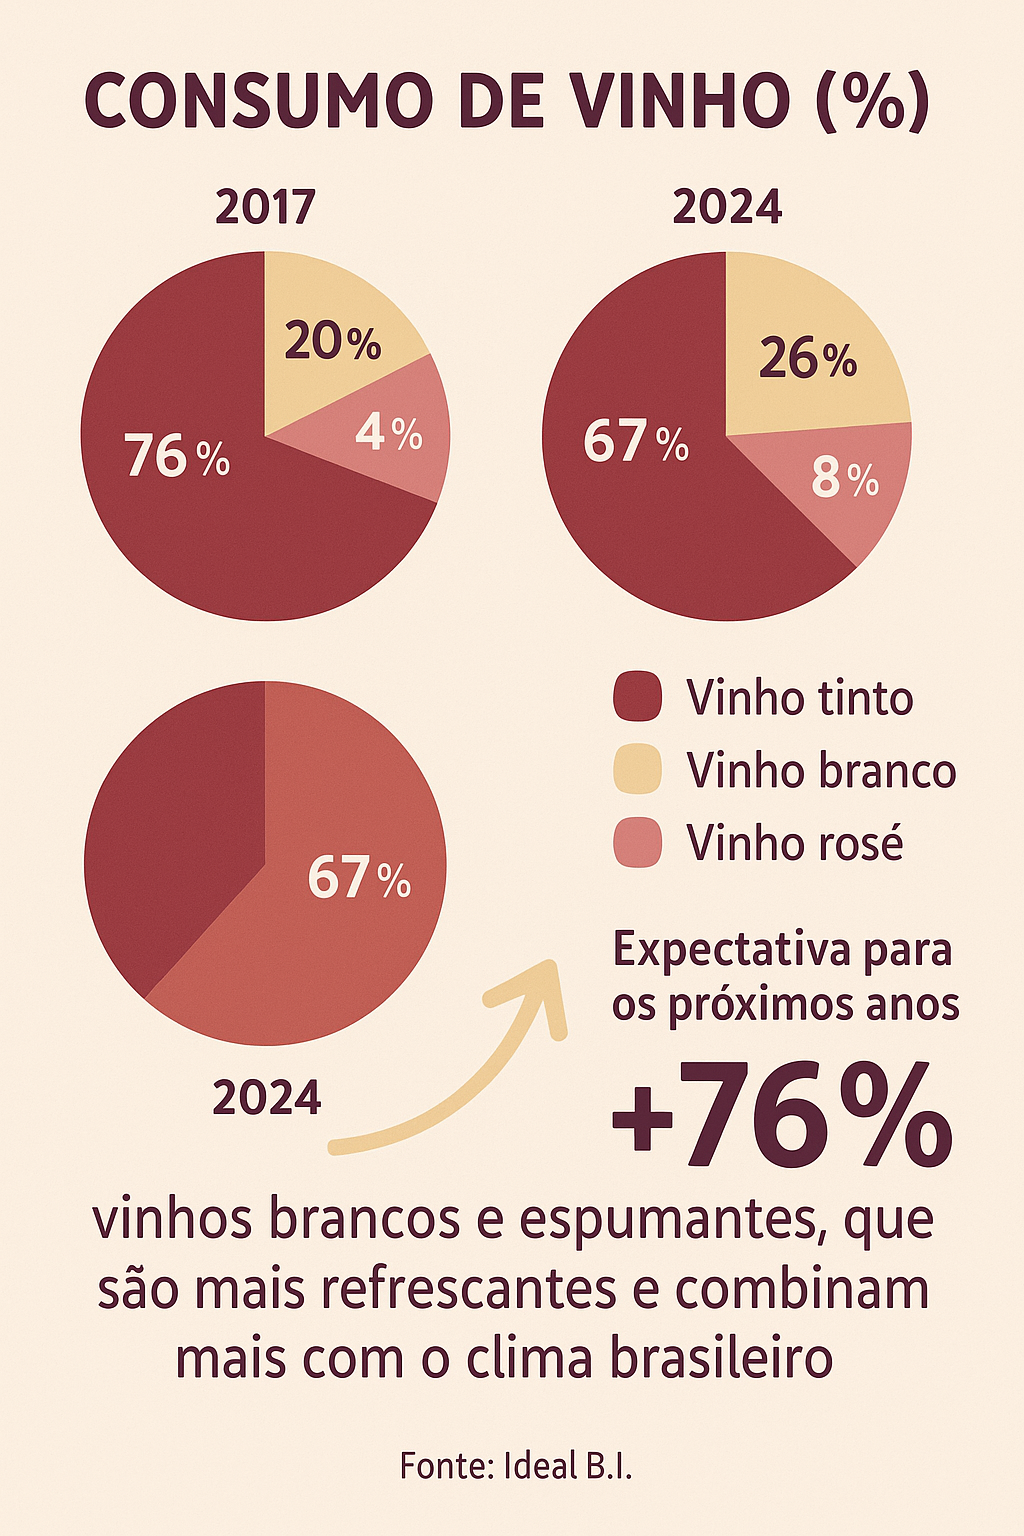 CONSUMO DE VINHO (%)
2017
20%
4%
76%
2024
26%
8%
67%
67%
2024
Vinho tinto
Vinho branco
Vinho rosé
Expectativa para
os próximos anos
+76%
vinhos brancos e espumantes, que
são mais refrescantes e combinam
mais com o clima brasileiro
Fonte: Ideal B.I.